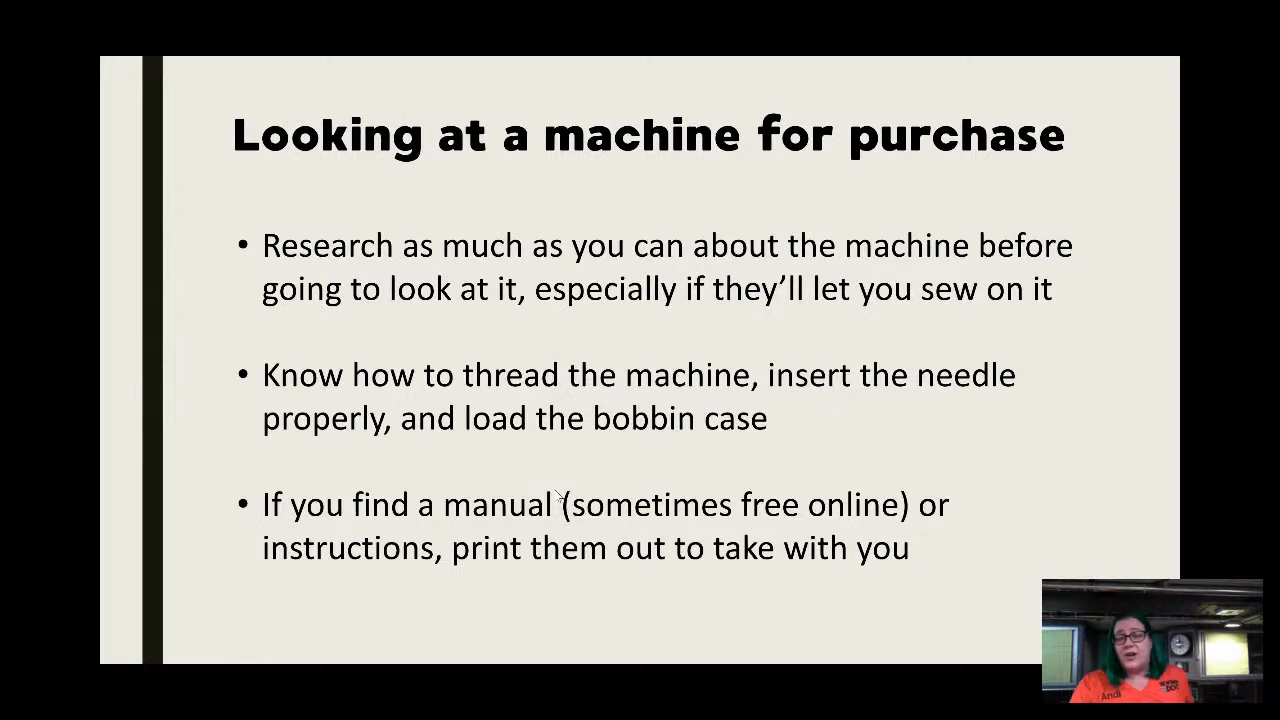 Looking at a machine for purchase
• Research as much as you can about the machine before
going to look at it, especially if they’ll let you sew on it
• Know how to thread the machine, insert the needle
properly, and load the bobbin case
• If you find a manual (sometimes free online) or
instructions, print them out to take with you
Andi
DOC